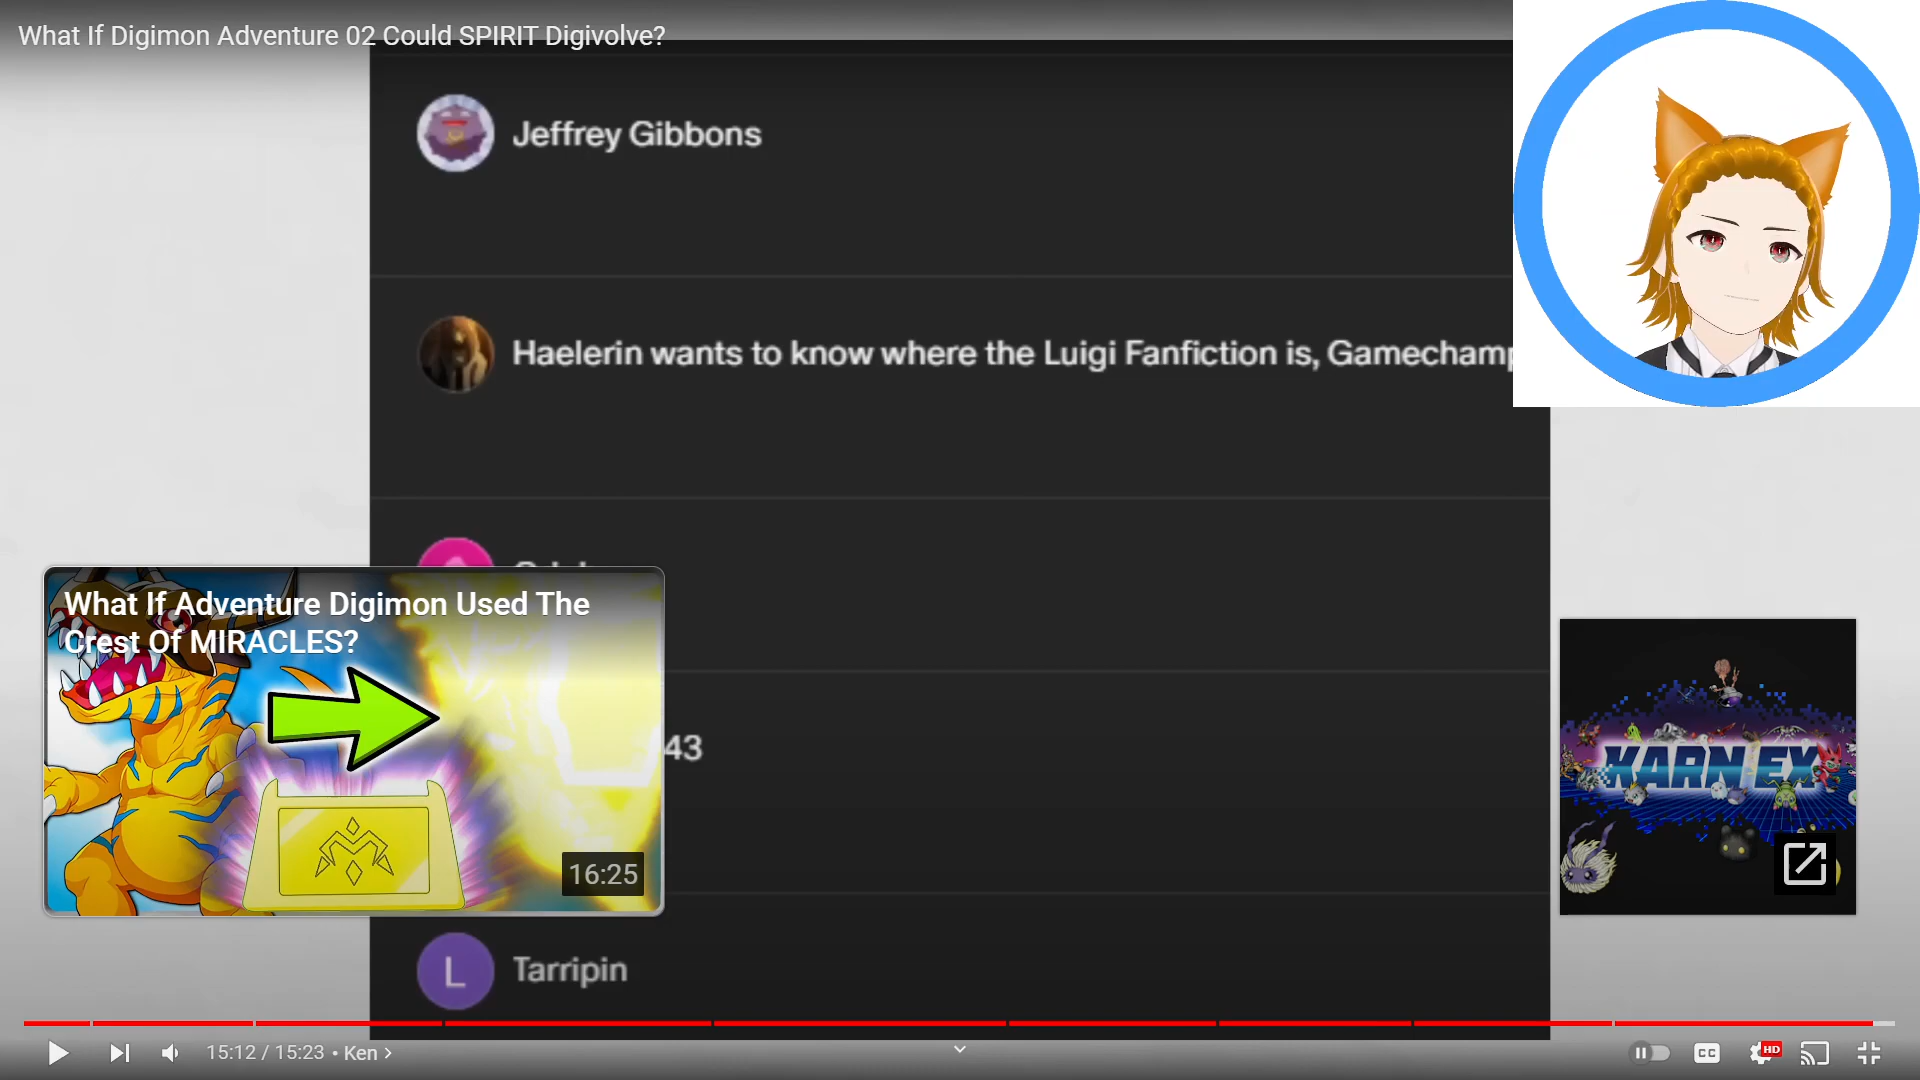 What If Digimon Adventure 02 Could SPIRIT Digivolve?
Jeffrey Gibbons
Haelerin wants to know where the Luigi Fanfiction is, Gamechamp
What If Adventure Digimon Used The
Crest Of MIRACLES?
43
KARN EX
16:25
L
Tarripin
15:12 / 15:23 • Ken >
CC
HD